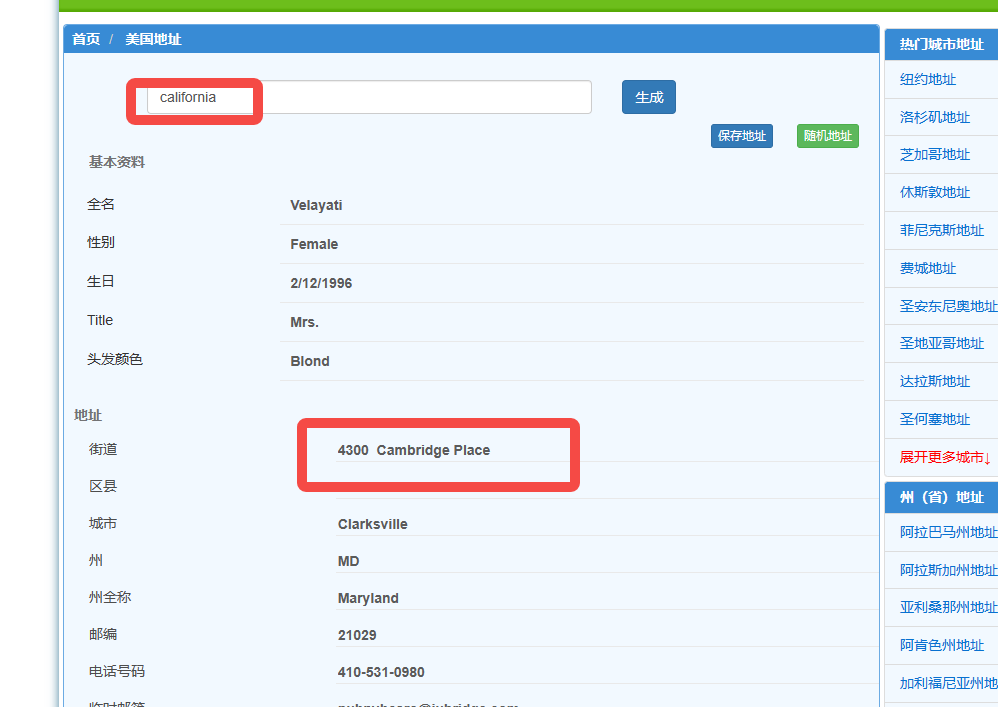 首页 / 美国地址
california 生成
保存地址 随机地址
基本资料
全名 Velayati
性别 Female
生日 2/12/1996
Title Mrs.
头发颜色 Blond
地址
街道 4300 Cambridge Place
区县
城市 Clarksville
州 MD
州全称 Maryland
邮编 21029
电话号码 410-531-0980
热门城市地址
纽约地址
洛杉矶地址
芝加哥地址
休斯敦地址
菲尼克斯地址
费城地址
圣安东尼奥地址
圣地亚哥地址
达拉斯地址
圣何塞地址
展开更多城市↓
州（省）地址
阿拉巴马州地址
阿拉斯加州地址
亚利桑那州地址
阿肯色州地址
加利福尼亚州地